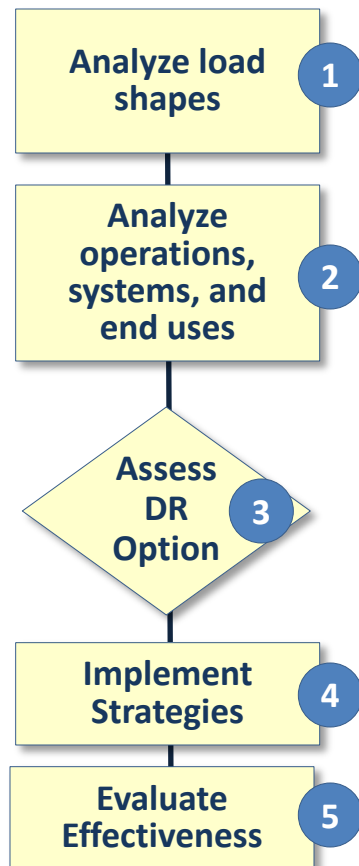 Analyze load
shapes
1
Analyze
operations,
systems, and
end uses
2
Assess
DR
Option
3
Implement
Strategies
4
Evaluate
Effectiveness
5